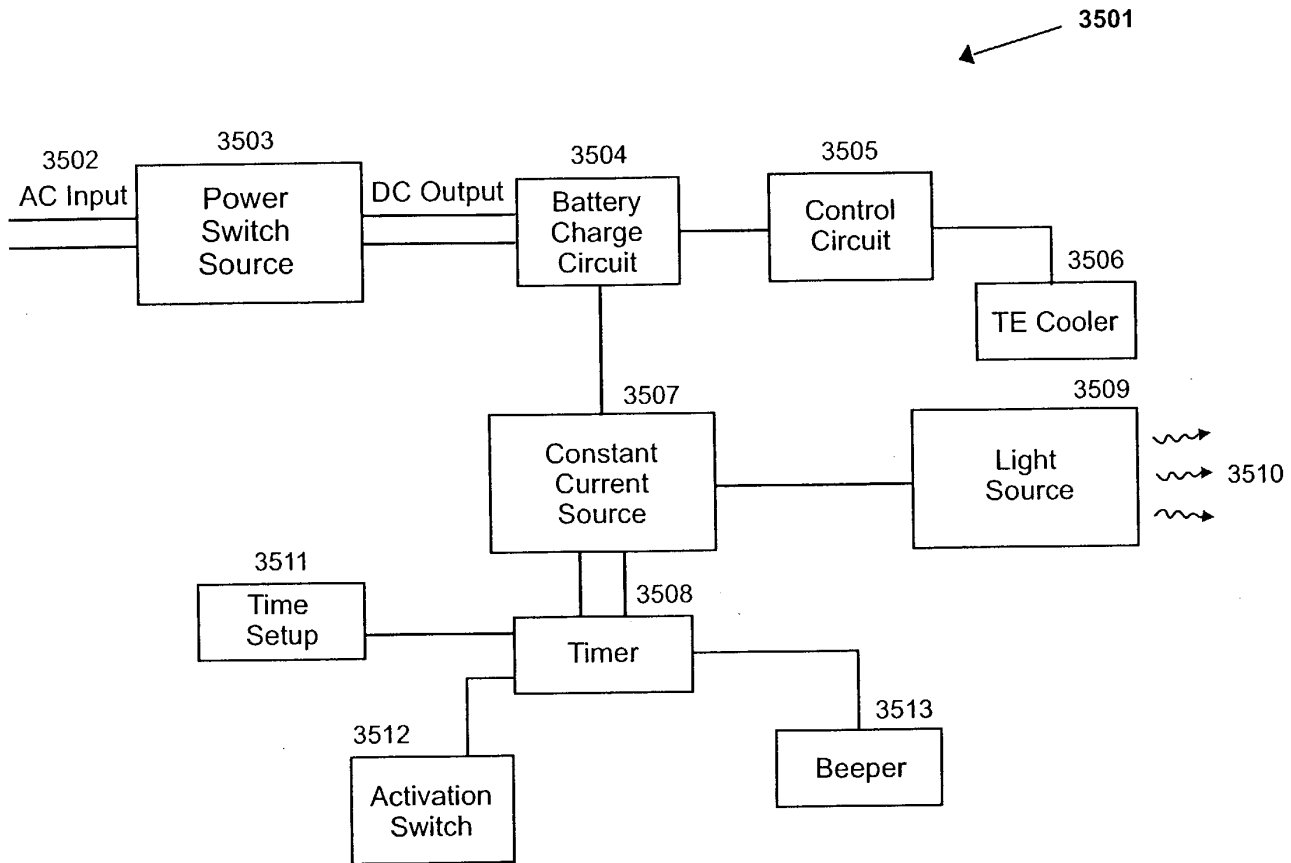 3501
3502
AC Input
3503
Power
Switch
Source
DC Output
3504
Battery
Charge
Circuit
3505
Control
Circuit
3506
TE Cooler
3507
Constant
Current
Source
3509
Light
Source
3510
3511
Time
Setup
3508
Timer
3512
Activation
Switch
3513
Beeper